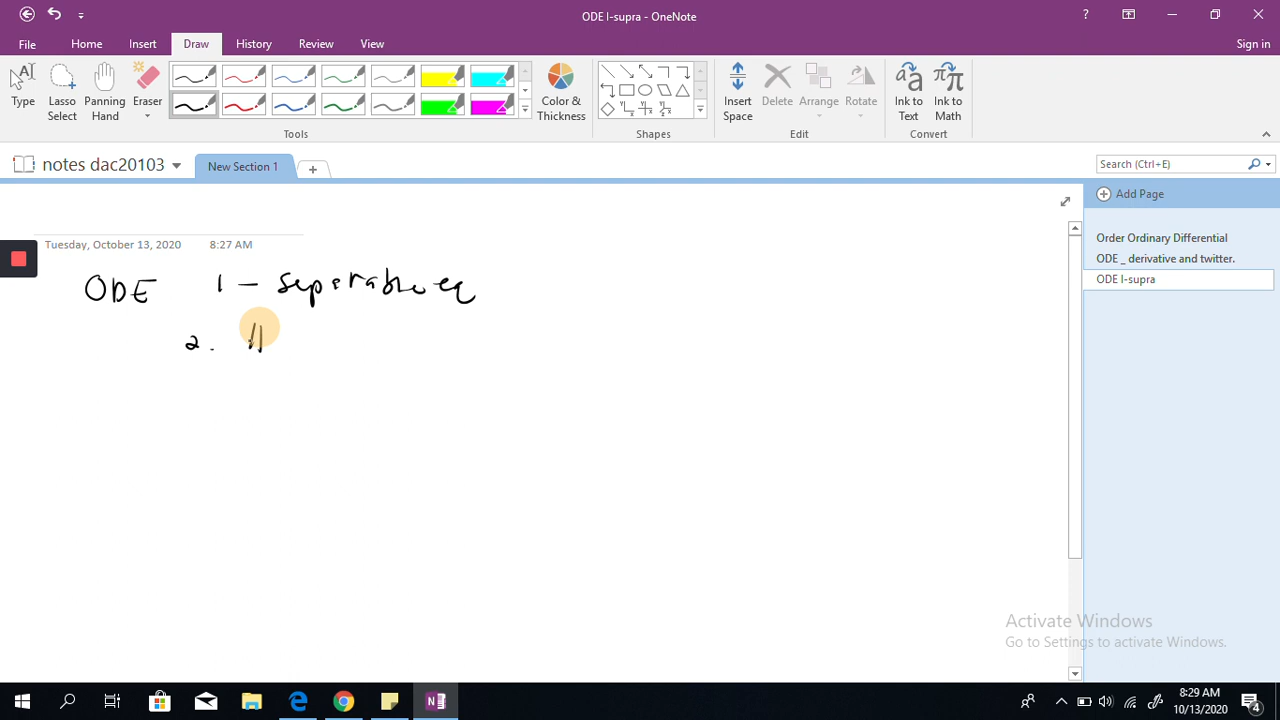 ODE I-supra - OneNote
?
File
Home
Insert
Draw
History
Review
View
Sign in
Type
Lasso Select
Panning Hand
Eraser
Color & Thickness
Insert Space
Delete
Arrange
Rotate
Ink to Text
Ink to Math
Tools
Shapes
Edit
Convert
notes dac20103
New Section 1
+
Search (Ctrl+E)
Add Page
Order Ordinary Differential
ODE _ derivative and twitter.
ODE I-supra
Tuesday, October 13, 2020 8:27 AM
ODE 1 - Separable eq
2.
Activate Windows
Go to Settings to activate Windows.
8:29 AM
10/13/2020
4